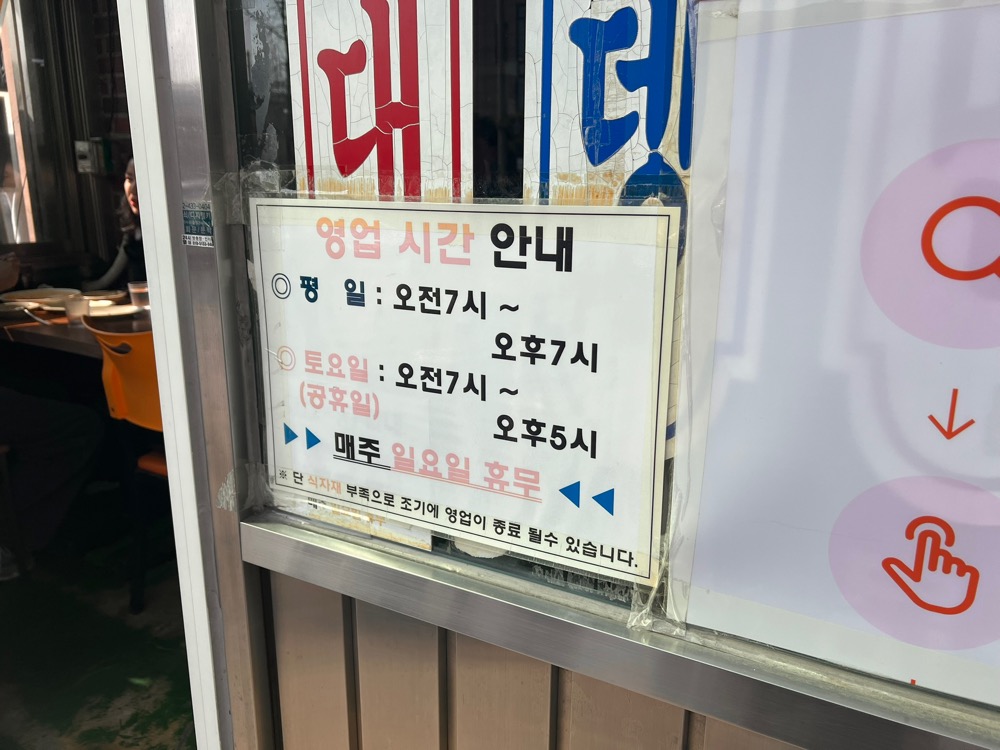 대
데
영업 시간 안내
◎ 평 일 : 오전7시 ~
오후7시
◎ 토요일 : 오전7시 ~
(공휴일)
오후5시
▶▶ 매주 일요일 휴무 ◀◀
※ 단 식자재 부족으로 조기에 영업이 종료 될수 있습니다.